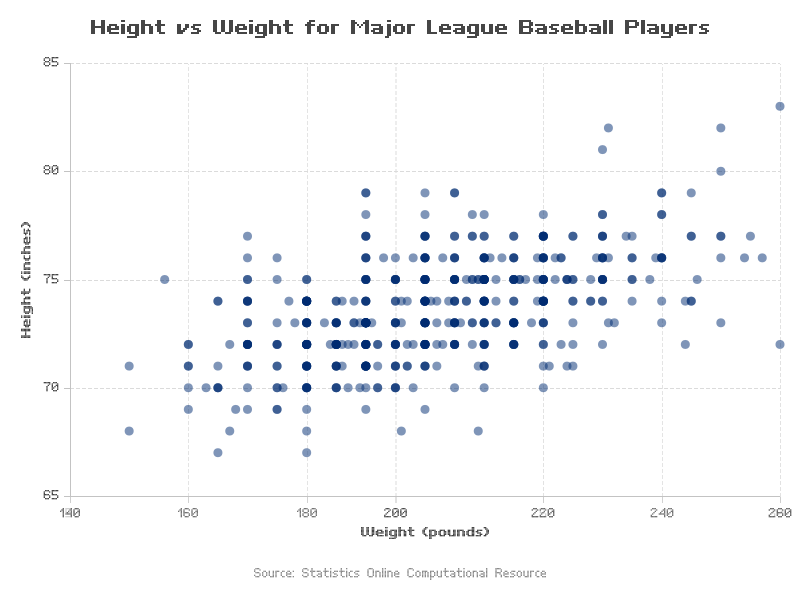 Height vs Weight for Major League Baseball Players
85
80
75
70
65
Height (inches)
140 160 180 200 220 240 260
Weight (pounds)
Source: Statistics Online Computational Resource